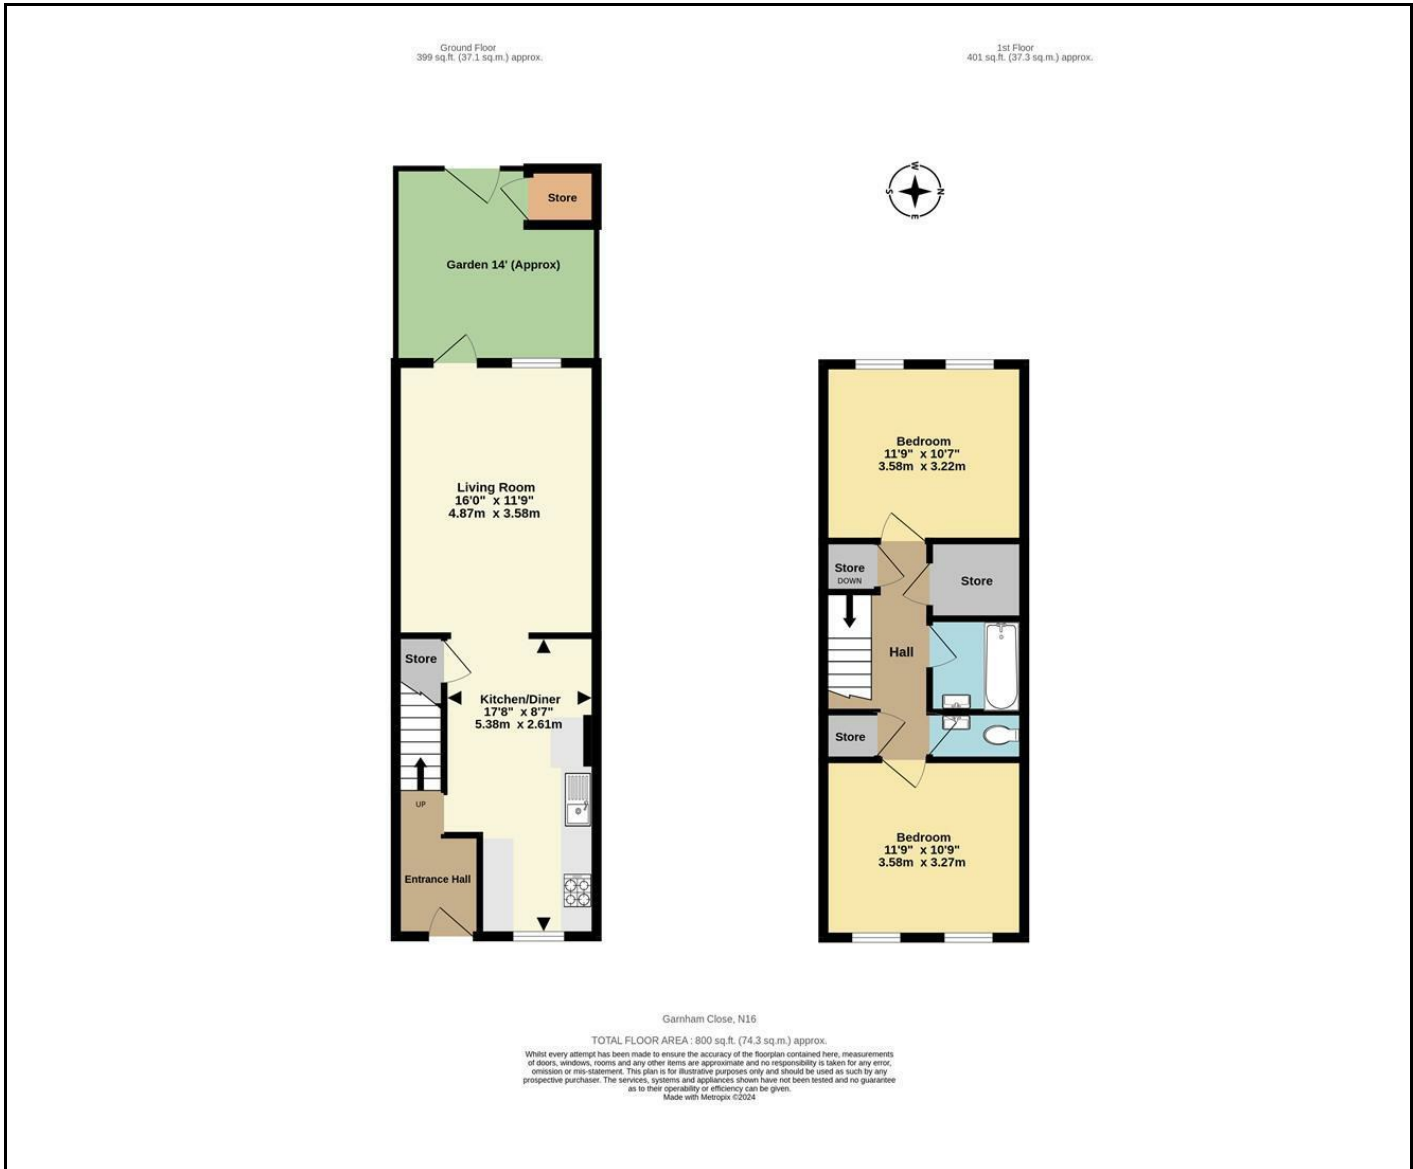 Ground Floor
399 sq.ft. (37.1 sq.m.) approx.
1st Floor
401 sq.ft. (37.3 sq.m.) approx.
W
S
N
E
Store
Garden 14' (Approx)
Living Room
16'0" x 11'9"
4.87m x 3.58m
Store
Kitchen/Diner
17'8" x 8'7"
5.38m x 2.61m
UP
Entrance Hall
Bedroom
11'9" x 10'7"
3.58m x 3.22m
Store
DOWN
Store
Hall
Store
Bedroom
11'9" x 10'9"
3.58m x 3.27m
Garnham Close, N16
TOTAL FLOOR AREA : 800 sq.ft. (74.3 sq.m.) approx.
Whilst every attempt has been made to ensure the accuracy of the floorplan contained here, measurements
of doors, windows, rooms and any other items are approximate and no responsibility is taken for any error,
omission or mis-statement. This plan is for illustrative purposes only and should be used as such by any
prospective purchaser. The services, systems and appliances shown have not been tested and no guarantee
as to their operability or efficiency can be given.
Made with Metropix ©2024